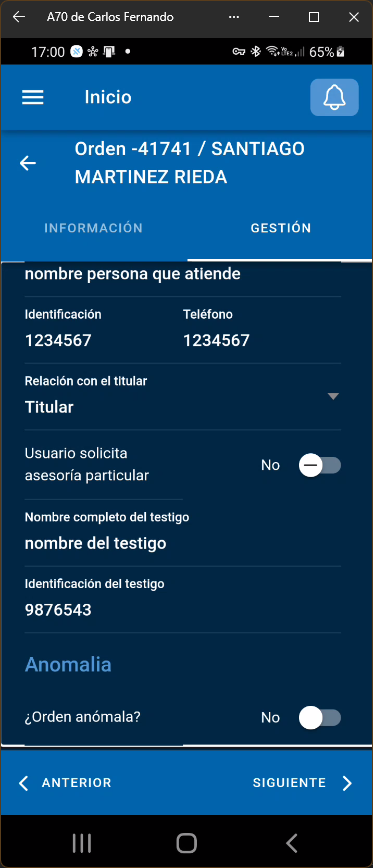 A70 de Carlos Fernando
17:00 65%
Inicio
Orden -41741 / SANTIAGO
MARTINEZ RIEDA
INFORMACIÓN GESTIÓN
nombre persona que atiende
Identificación Teléfono
1234567 1234567
Relación con el titular
Titular
Usuario solicita
asesoría particular No
Nombre completo del testigo
nombre del testigo
Identificación del testigo
9876543
Anomalia
¿Orden anómala? No
ANTERIOR SIGUIENTE